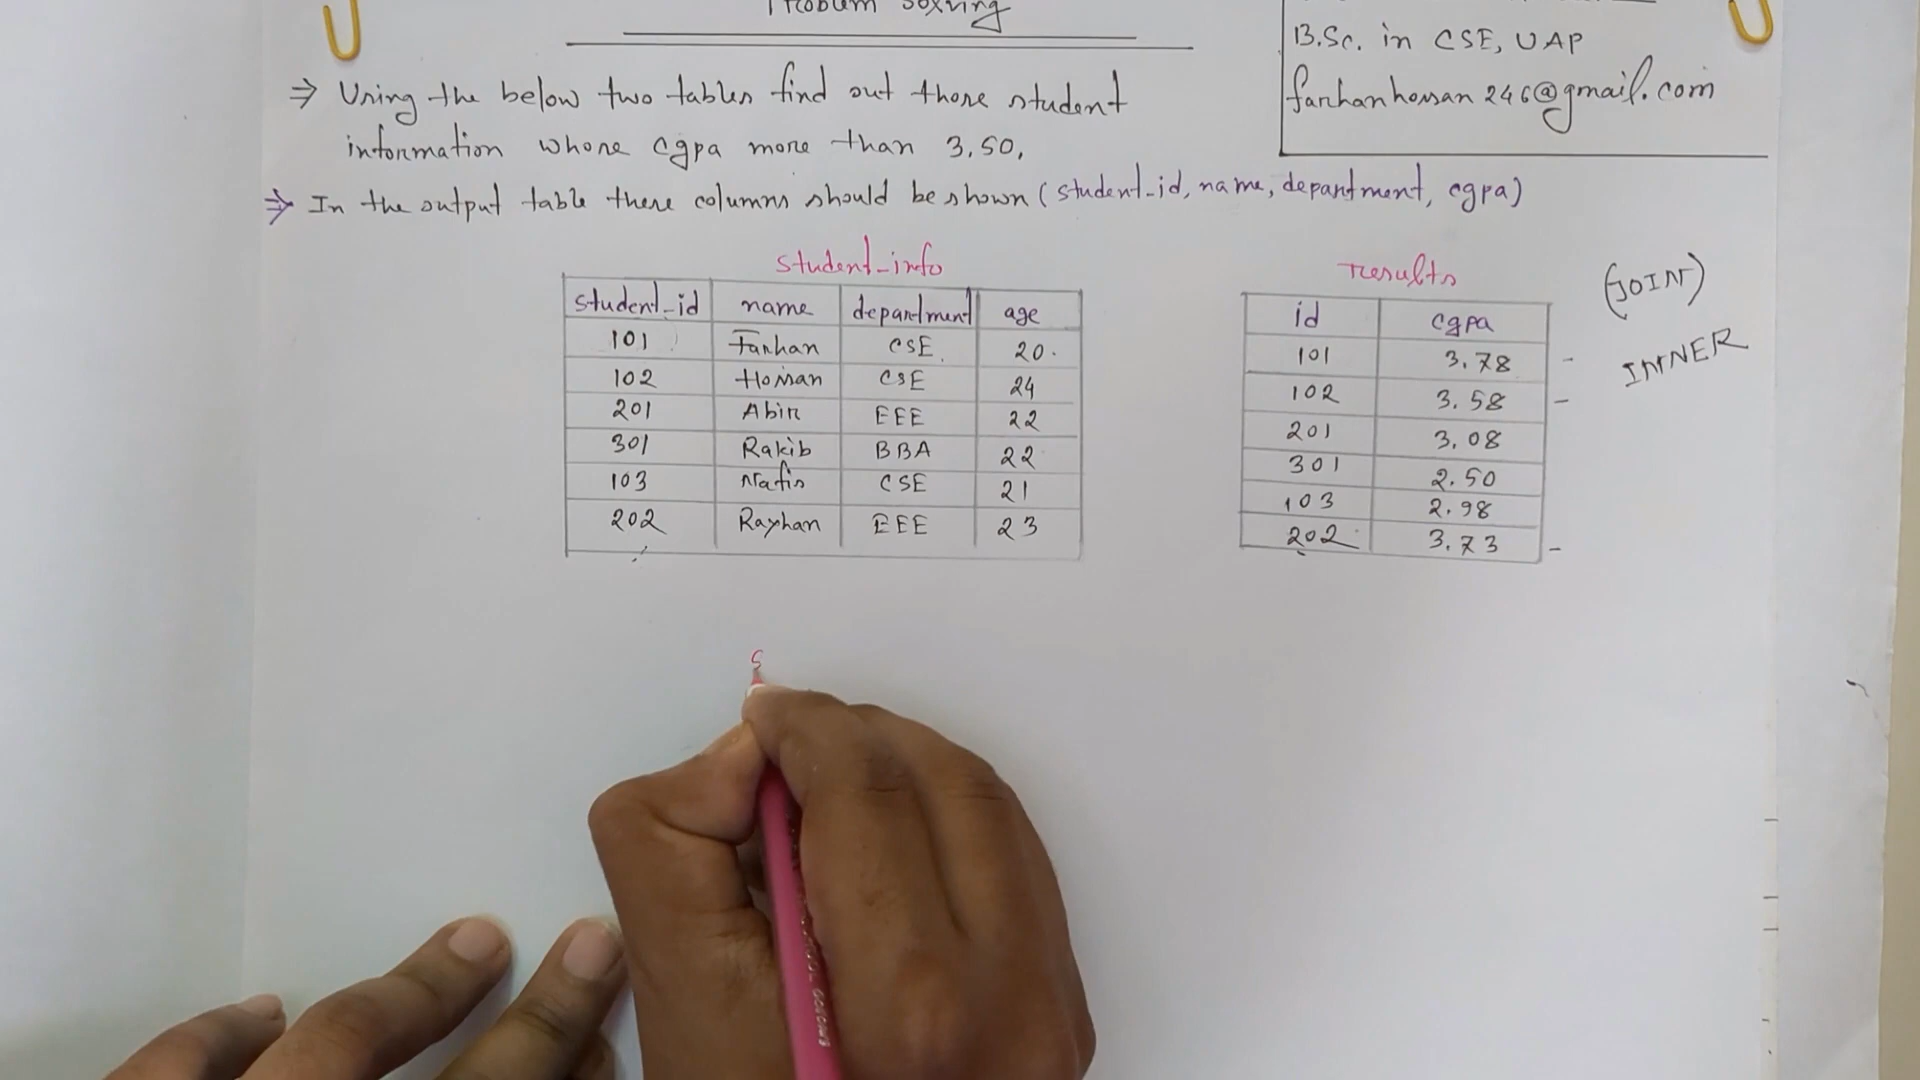 Problem Solving
B.Sc. in CSE, UAP
farhanhossan246@gmail.com
⇒ Using the below two tables find out those student
information whose cgpa more than 3.50,
⇒ In the output table these columns should be shown (student_id, name, department, cgpa)
student_info
student_id name department age
101 Farhan CSE 20
102 Hossan CSE 24
201 Abir EEE 22
301 Rakib BBA 22
103 Nafis CSE 21
202 Rayhan EEE 23
results
id cgpa
101 3.78
102 3.58
201 3.08
301 2.50
103 2.98
202 3.73
(JOIN)
INNER
S